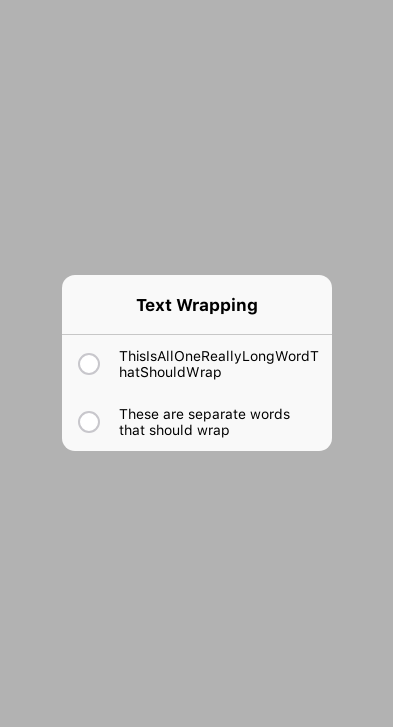 Text Wrapping
ThisIsAllOneReallyLongWordT
hatShouldWrap
These are separate words
that should wrap